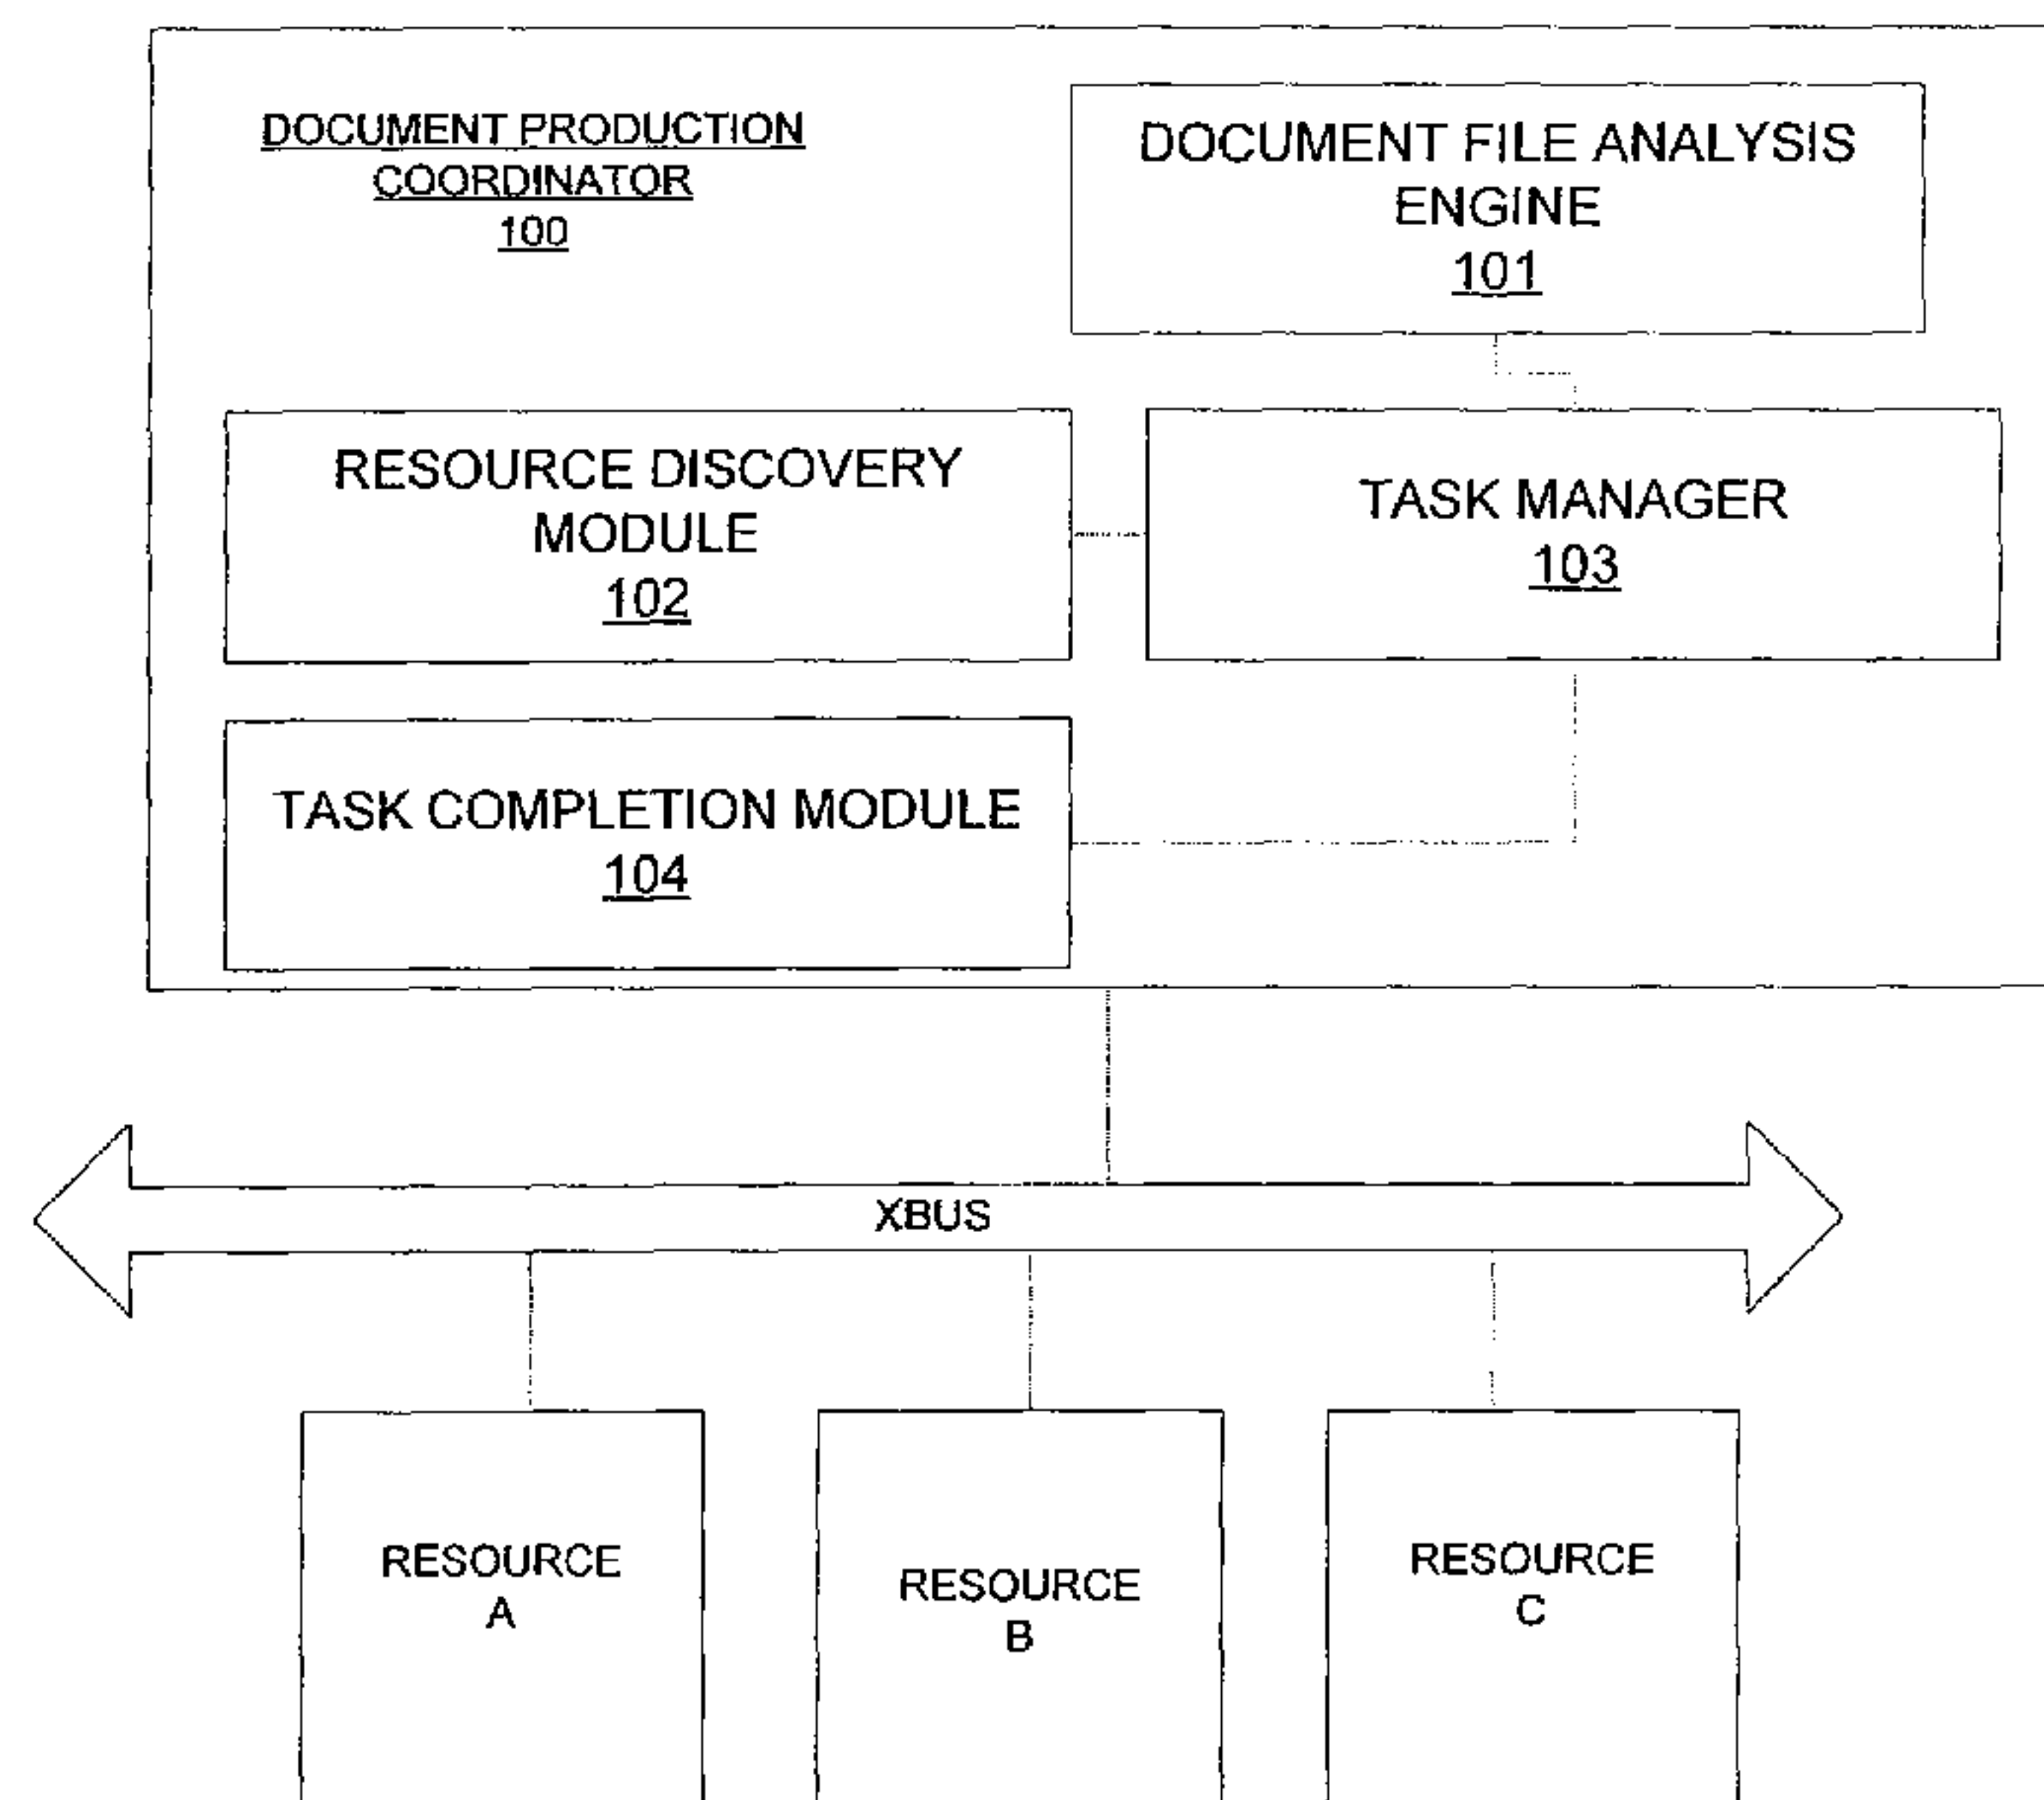 DOCUMENT PRODUCTION
COORDINATOR
100
DOCUMENT FILE ANALYSIS
ENGINE
101
RESOURCE DISCOVERY
MODULE
102
TASK MANAGER
103
TASK COMPLETION MODULE
104
XBUS
RESOURCE
A
RESOURCE
B
RESOURCE
C